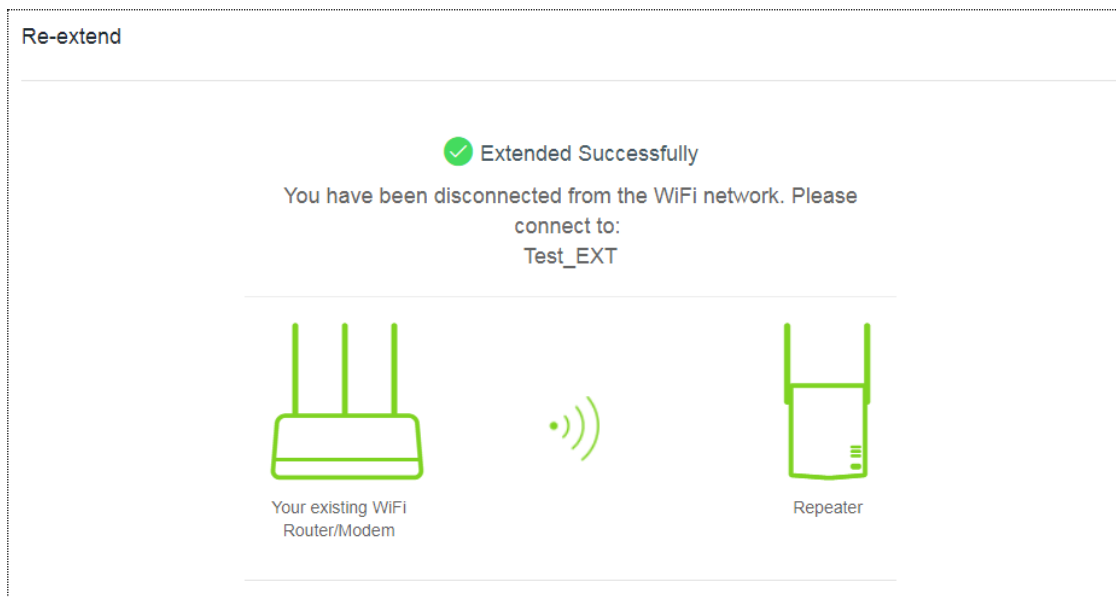 Re-extend
Extended Successfully
You have been disconnected from the WiFi network. Please
connect to:
Test_EXT
Your existing WiFi
Router/Modem
Repeater